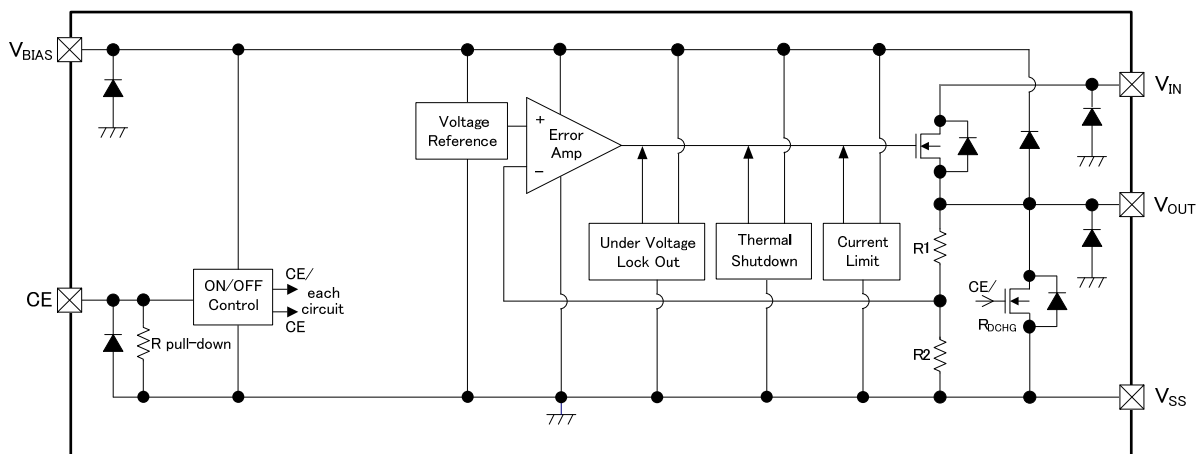 VBIAS
VIN
Voltage
Reference
+
Error
Amp
−
VOUT
Under Voltage
Lock Out
Thermal
Shutdown
Current
Limit
R1
CE
ON/OFF
Control
CE/
each
circuit
CE
R pull-down
CE/
RDCHG
R2
VSS